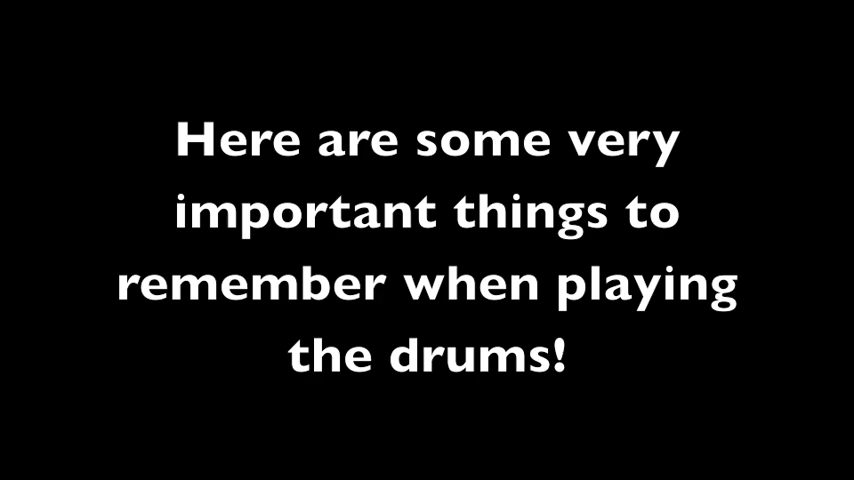 Here are some very
important things to
remember when playing
the drums!